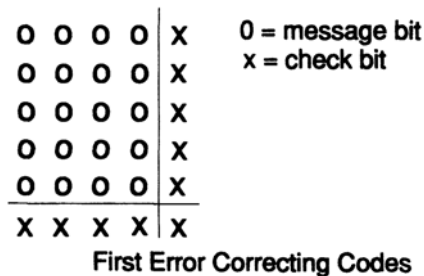 o o o o x 0 = message bit
o o o o x x = check bit
o o o o x
o o o o x
o o o o x
x x x x x
First Error Correcting Codes